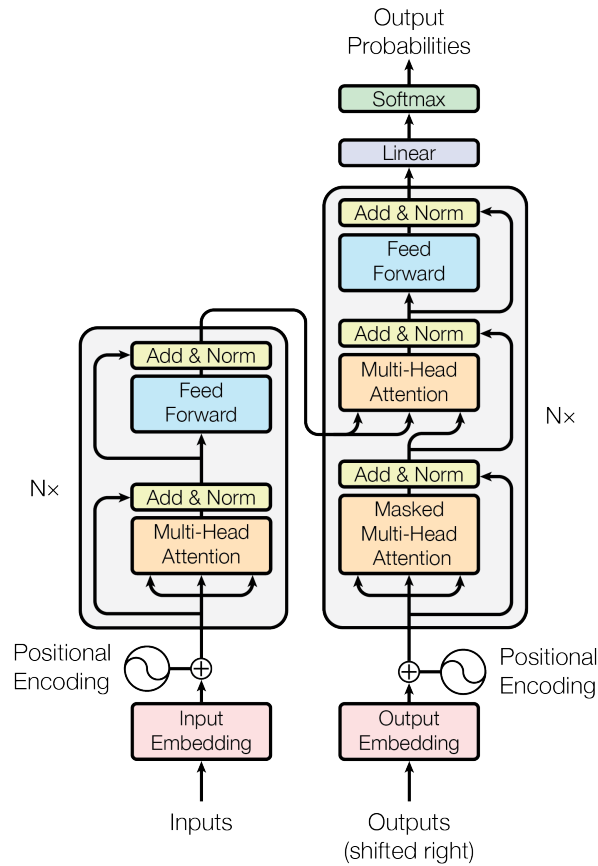 Output
Probabilities
Softmax
Linear
Add & Norm
Feed
Forward
Add & Norm
Multi-Head
Attention
Add & Norm
Masked
Multi-Head
Attention
N×
Add & Norm
Feed
Forward
Add & Norm
Multi-Head
Attention
N×
Positional
Encoding
Positional
Encoding
Input
Embedding
Output
Embedding
Inputs
Outputs
(shifted right)